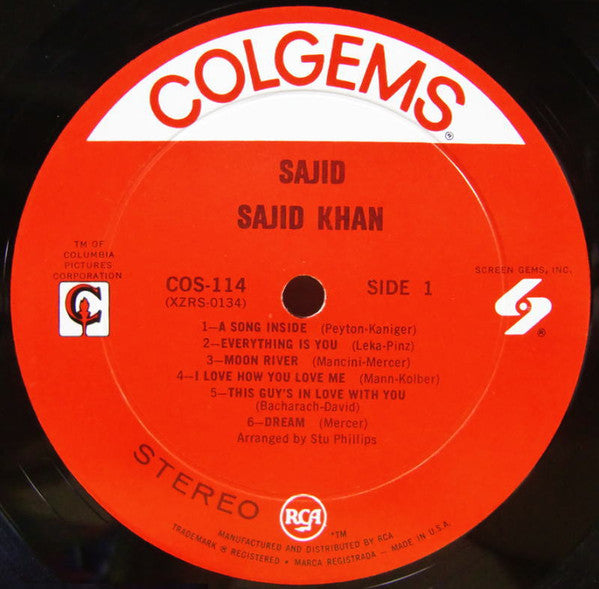 COLGEMS®
SAJID
SAJID KHAN
TM OF
COLUMBIA
PICTURES
CORPORATION
SCREEN GEMS, INC.
®
COS-114
(XZRS-0134)
SIDE 1
1—A SONG INSIDE (Peyton-Kaniger)
2—EVERYTHING IS YOU (Leka-Pinz)
3—MOON RIVER (Mancini-Mercer)
4—I LOVE HOW YOU LOVE ME (Mann-Kolber)
5—THIS GUY'S IN LOVE WITH YOU
(Bacharach-David)
6—DREAM (Mercer)
Arranged by Stu Phillips
STEREO
RCA
™
MANUFACTURED AND DISTRIBUTED BY RCA
TRADEMARK ® REGISTERED • MARCA REGISTRADA — MADE IN U.S.A.